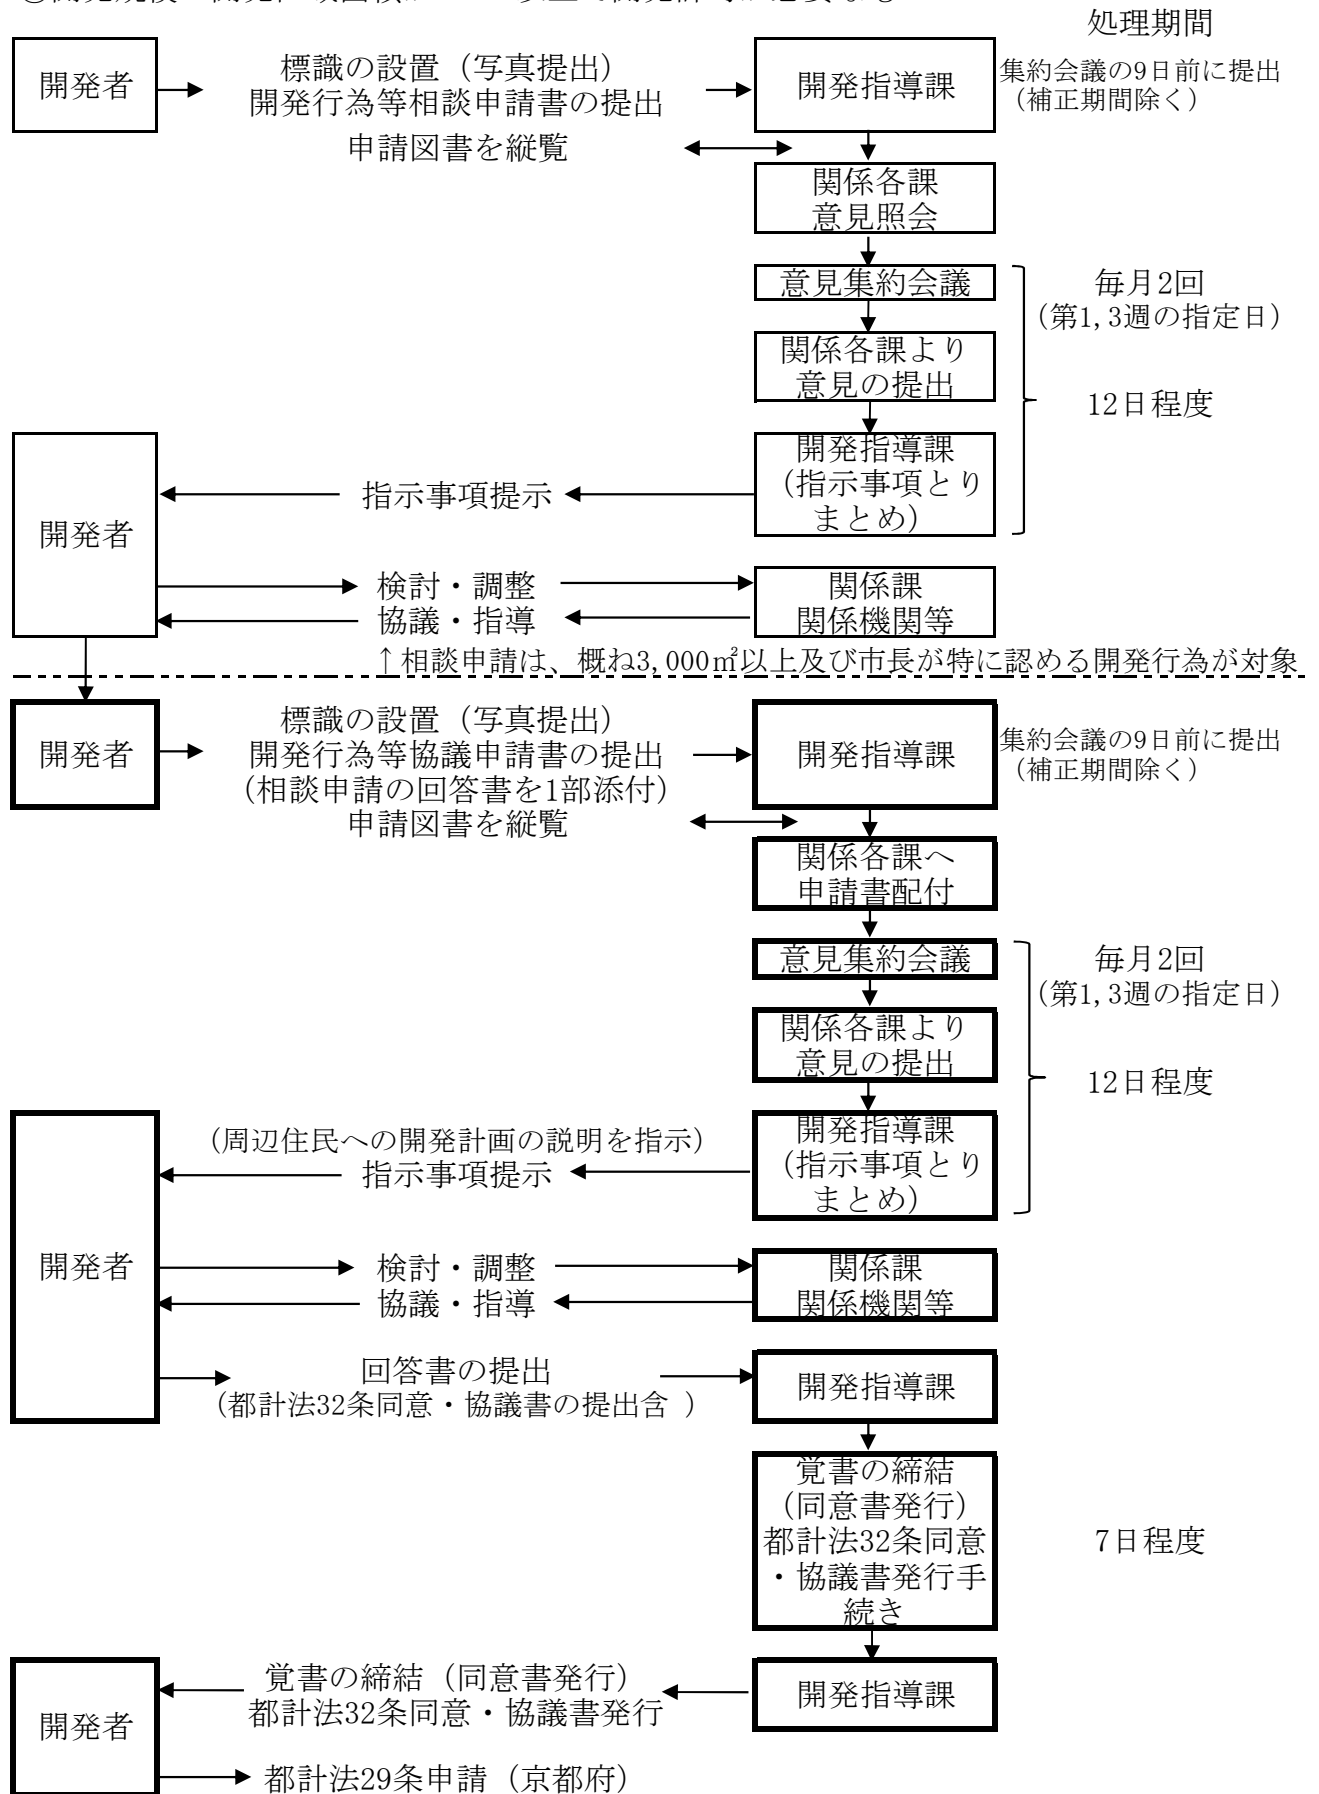 処理期間
開発者
標識の設置（写真提出）
開発行為等相談申請書の提出
申請図書を縦覧
開発指導課
集約会議の9日前に提出
（補正期間除く）
関係各課
意見照会
意見集約会議
毎月2回
（第1,3週の指定日）
関係各課より
意見の提出
12日程度
開発者
指示事項提示
開発指導課
（指示事項とり
まとめ）
検討・調整
協議・指導
関係課
関係機関等
↑相談申請は、概ね3,000㎡以上及び市長が特に認める開発行為が対象
開発者
標識の設置（写真提出）
開発行為等協議申請書の提出
（相談申請の回答書を1部添付）
申請図書を縦覧
開発指導課
集約会議の9日前に提出
（補正期間除く）
関係各課へ
申請書配付
意見集約会議
毎月2回
（第1,3週の指定日）
関係各課より
意見の提出
12日程度
開発者
（周辺住民への開発計画の説明を指示）
指示事項提示
開発指導課
（指示事項とり
まとめ）
検討・調整
協議・指導
関係課
関係機関等
回答書の提出
（都計法32条同意・協議書の提出含 ）
開発指導課
覚書の締結
（同意書発行）
都計法32条同意
・協議書発行手
続き
7日程度
開発者
覚書の締結（同意書発行）
都計法32条同意・協議書発行
開発指導課
都計法29条申請（京都府）